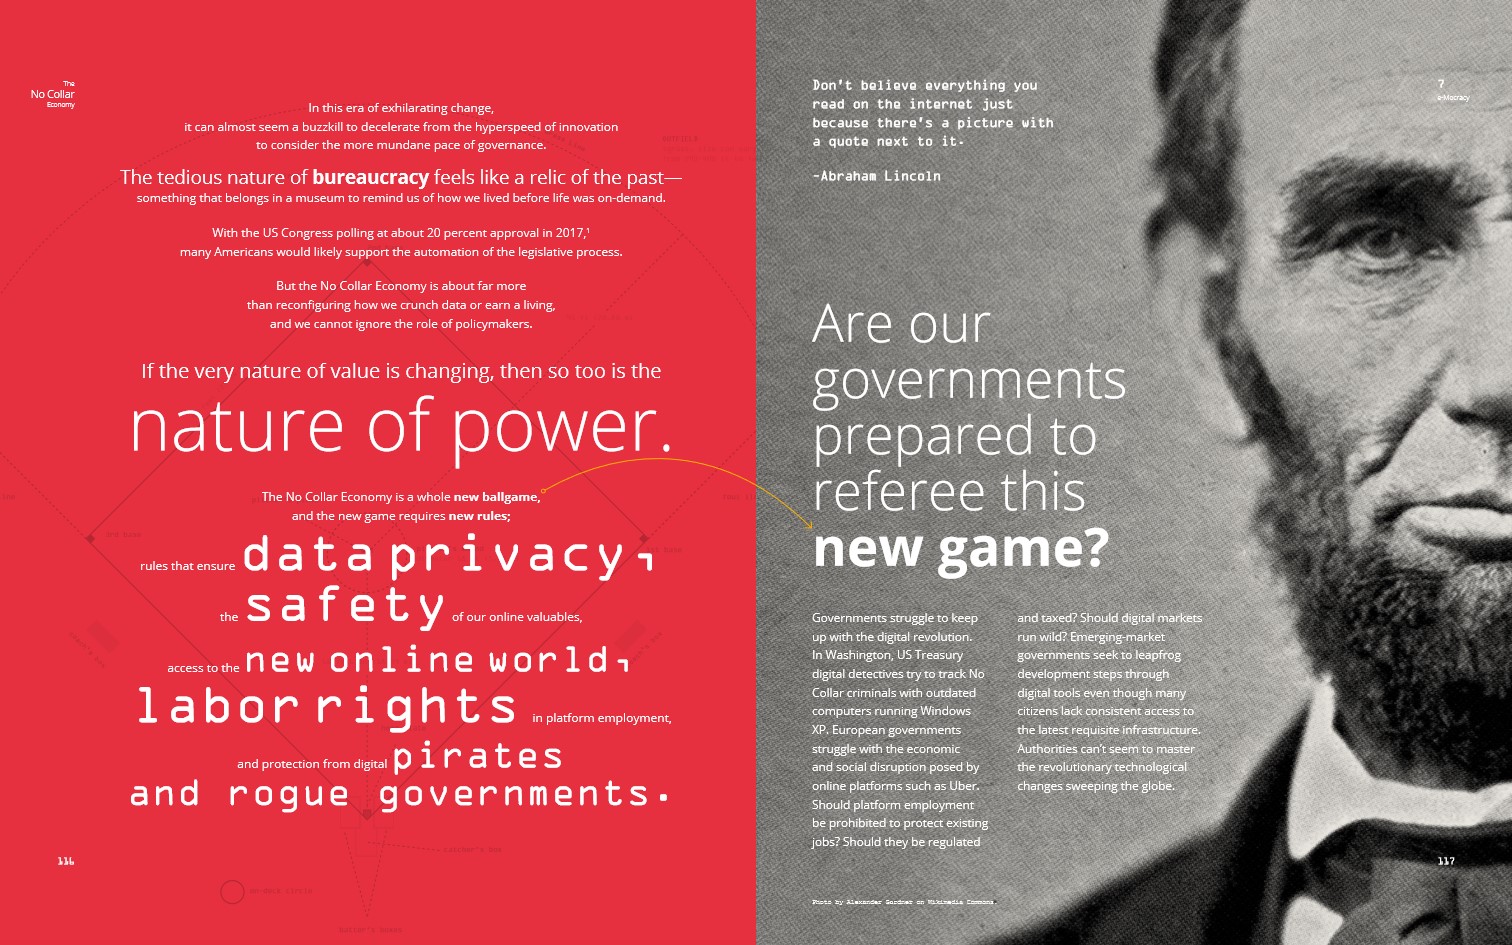 The
No Collar
Economy
In this era of exhilarating change,
it can almost seem a buzzkill to decelerate from the hyperspeed of innovation
to consider the more mundane pace of governance.
The tedious nature of bureaucracy feels like a relic of the past—
something that belongs in a museum to remind us of how we lived before life was on-demand.
With the US Congress polling at about 20 percent approval in 2017,¹
many Americans would likely support the automation of the legislative process.
But the No Collar Economy is about far more
than reconfiguring how we crunch data or earn a living,
and we cannot ignore the role of policymakers.
If the very nature of value is changing, then so too is the
nature of power.
The No Collar Economy is a whole new ballgame,
and the new game requires new rules;
rules that ensure data privacy,
the safety of our online valuables,
access to the new online world,
labor rights in platform employment,
and protection from digital pirates
and rogue governments.
3rd base
catcher's box
on-deck circle
116
Don't believe everything you
read on the internet just
because there's a picture with
a quote next to it.
-Abraham Lincoln
7
e-Mocracy
Are our
governments
prepared to
referee this
new game?
Governments struggle to keep
up with the digital revolution.
In Washington, US Treasury
digital detectives try to track No
Collar criminals with outdated
computers running Windows
XP. European governments
struggle with the economic
and social disruption posed by
online platforms such as Uber.
Should platform employment
be prohibited to protect existing
jobs? Should they be regulated
and taxed? Should digital markets
run wild? Emerging-market
governments seek to leapfrog
development steps through
digital tools even though many
citizens lack consistent access to
the latest requisite infrastructure.
Authorities can't seem to master
the revolutionary technological
changes sweeping the globe.
Photo by Alexander Gardner on Wikimedia Commons.
117